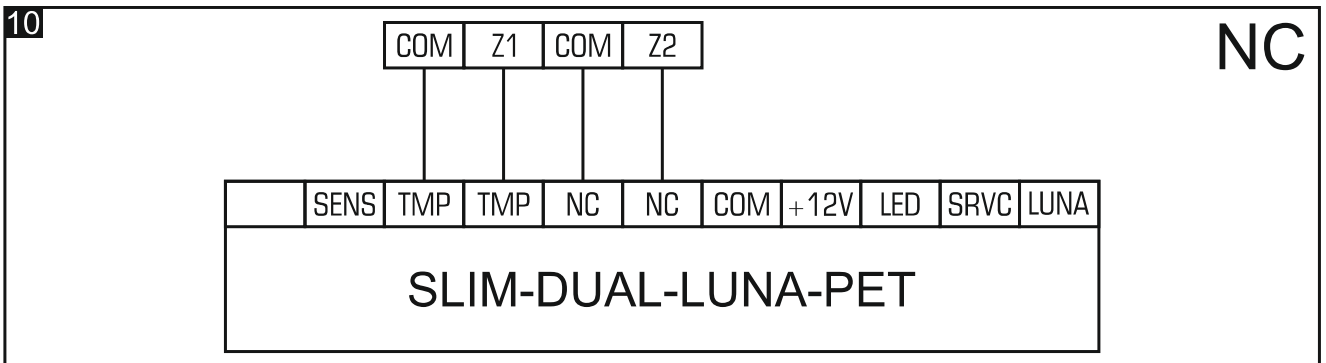 10
NC
COM Z1 COM Z2
SENS TMP TMP NC NC COM +12V LED SRVC LUNA
SLIM-DUAL-LUNA-PET